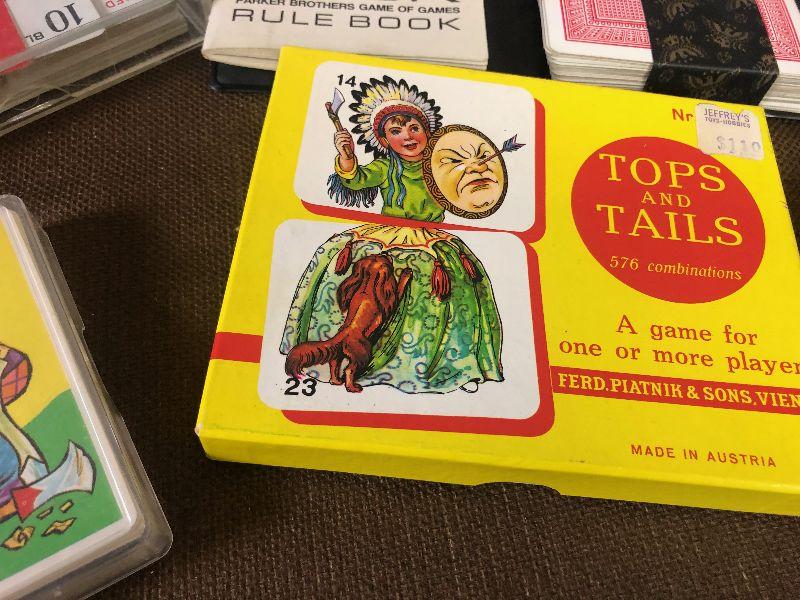 10
PARKER BROTHERS GAME OF GAMES
RULE BOOK
14
Nr
JEFFREY'S
TOYS-HOBBIES
TOPS
AND
TAILS
576 combinations
A game for
one or more player
23
FERD. PIATNIK & SONS, VIEN
MADE IN AUSTRIA